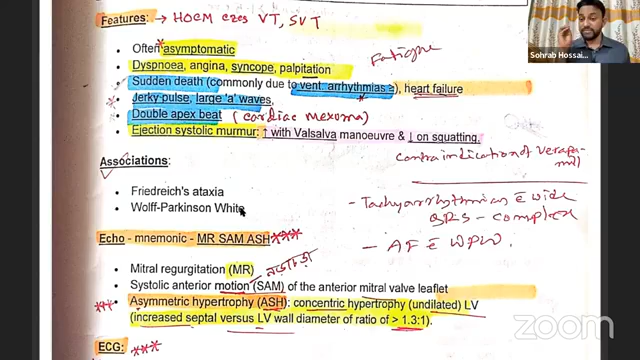 Features: → HOCM czes VT, SVT
• Often asymptomatic
Fatigue
• Dyspnoea, angina, syncope, palpitation
• Sudden death (commonly due to vent. arrhythmias), heart failure
* • Jerky pulse, large 'a' waves,
• Double apex beat (cardiac mexoma)
• Ejection systolic murmur: ↑ with Valsalva manoeuvre & ↓ on squatting.
Contraindication of Verapamil
Associations:
• Friedreich's ataxia
• Wolff-Parkinson White
- Tachyarrhythmias c̄ wide QRS - complex
- AF c̄ WPW.
Echo - mnemonic - MR SAM ASH ***
• Mitral regurgitation (MR)
• Systolic anterior motion (SAM) of the anterior mitral valve leaflet
** • Asymmetric hypertrophy (ASH): concentric hypertrophy (undilated) LV
(increased septal versus LV wall diameter of ratio of > 1.3:1).
ECG: ***
Sohrab Hossai...
zoom